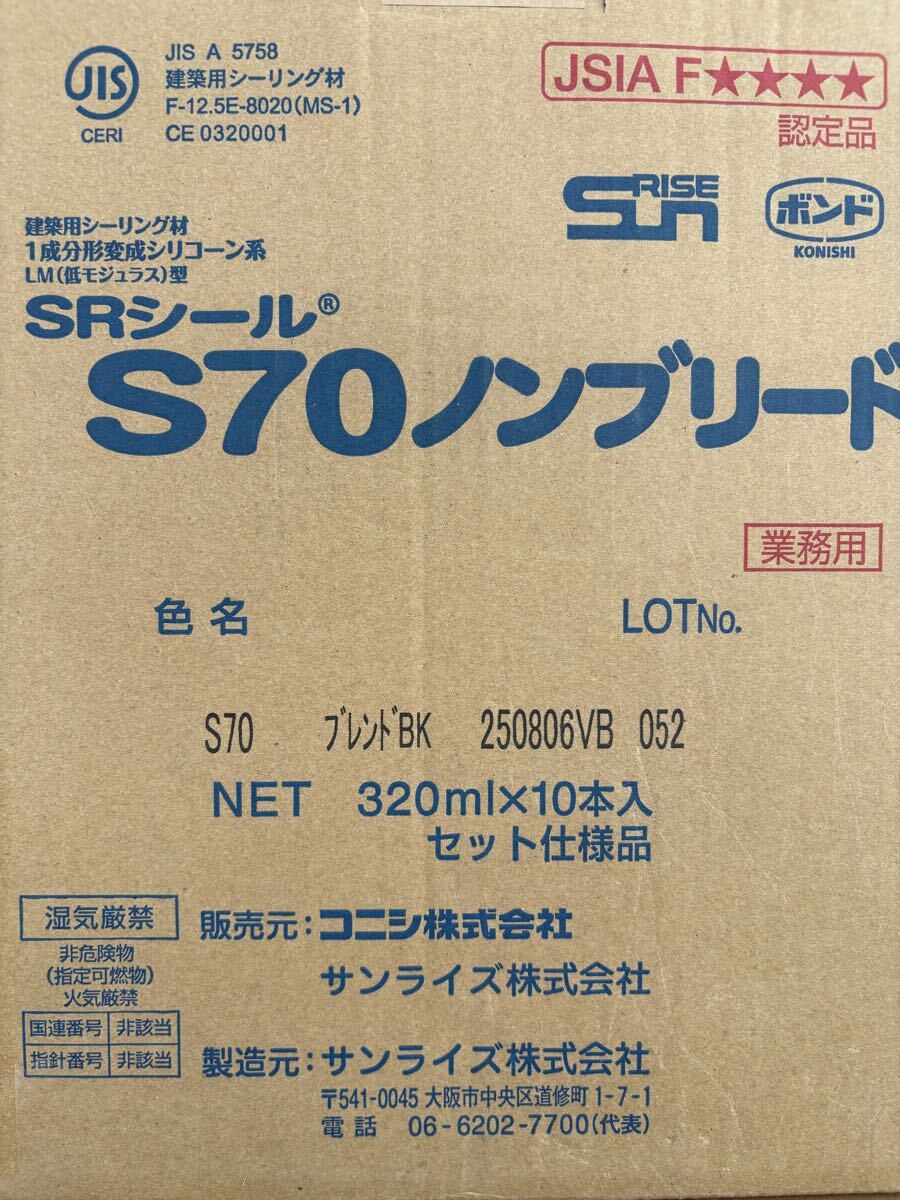 JIS
CERI
JIS A 5758
建築用シーリング材
F-12.5E-8020(MS-1)
CE 0320001
JSIA F★★★★
認定品
SUN RISE
ボンド
KONISHI
建築用シーリング材
1成分形変成シリコーン系
LM(低モジュラス)型
SRシール®
S70ノンブリード
業務用
色名
LOTNo.
S70 ブレンドBK 250806VB 052
NET 320ml×10本入
セット仕様品
湿気厳禁
非危険物
(指定可燃物)
火気厳禁
国連番号 非該当
指針番号 非該当
販売元:コニシ株式会社
サンライズ株式会社
製造元:サンライズ株式会社
〒541-0045 大阪市中央区道修町 1-7-1
電話 06-6202-7700(代表)